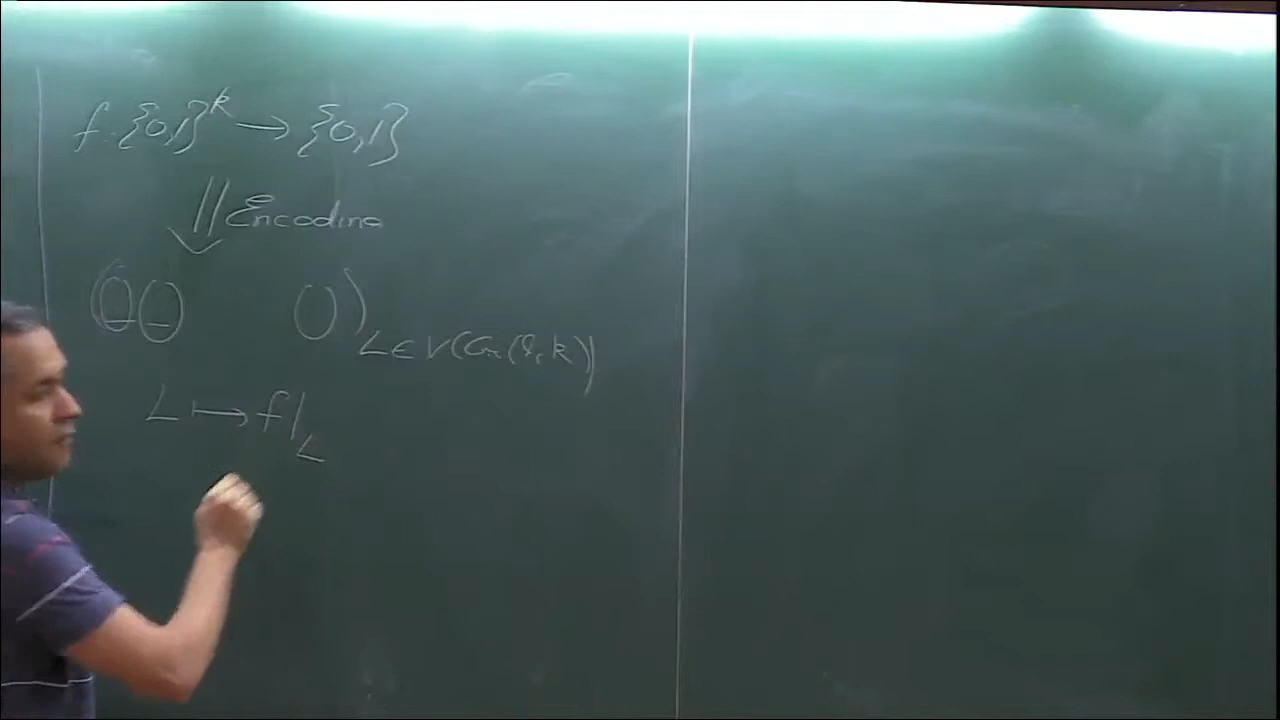 f: {0,1}^k → {0,1}
⇓ Encoding
( )
L ∈ V(Gr(l, k))
L ↦ f|_L